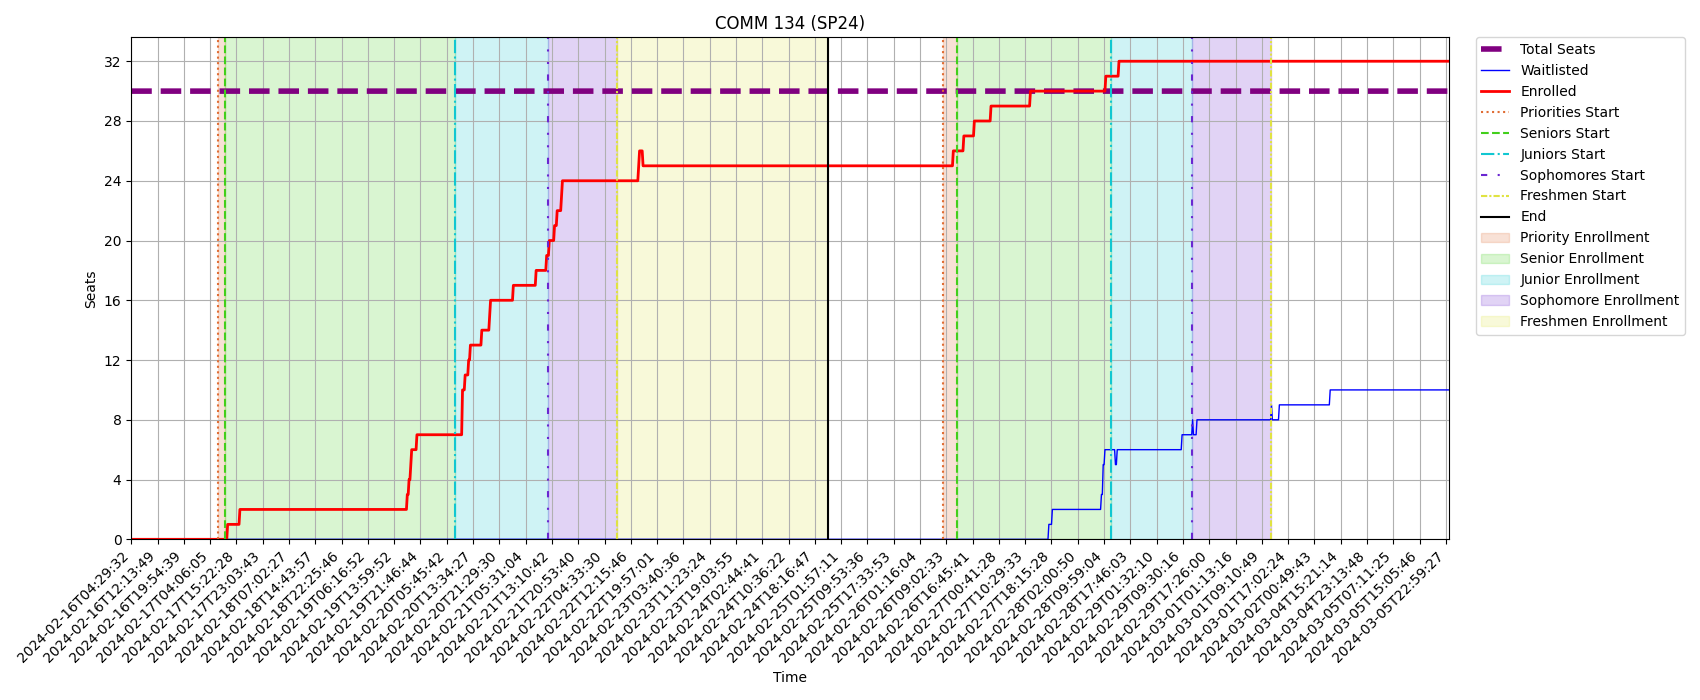 COMM 134 (SP24)
Seats
32
28
24
20
16
12
8
4
0
2024-02-16T04:29:32
2024-02-16T12:13:49
2024-02-16T19:54:39
2024-02-17T04:06:05
2024-02-17T15:22:28
2024-02-17T23:03:43
2024-02-18T07:02:27
2024-02-18T14:43:57
2024-02-18T22:25:46
2024-02-19T06:16:52
2024-02-19T13:59:52
2024-02-19T21:46:44
2024-02-20T05:45:42
2024-02-20T13:34:27
2024-02-20T21:29:30
2024-02-21T05:31:04
2024-02-21T13:10:42
2024-02-21T20:53:40
2024-02-22T04:33:30
2024-02-22T12:15:46
2024-02-22T19:57:01
2024-02-23T03:40:36
2024-02-23T11:23:24
2024-02-23T19:03:55
2024-02-24T02:44:41
2024-02-24T10:36:22
2024-02-24T18:16:47
2024-02-25T01:57:11
2024-02-25T09:53:36
2024-02-25T17:33:53
2024-02-26T01:16:04
2024-02-26T09:02:33
2024-02-26T16:45:41
2024-02-27T00:41:28
2024-02-27T10:29:33
2024-02-27T18:15:28
2024-02-28T02:00:50
2024-02-28T09:59:04
2024-02-28T17:46:03
2024-02-29T01:32:10
2024-02-29T09:30:16
2024-02-29T17:26:00
2024-03-01T01:13:16
2024-03-01T09:10:49
2024-03-01T17:02:24
2024-03-02T00:49:43
2024-03-04T15:21:14
2024-03-04T23:13:48
2024-03-05T07:11:25
2024-03-05T15:05:46
2024-03-05T22:59:27
Time
Total Seats
Waitlisted
Enrolled
Priorities Start
Seniors Start
Juniors Start
Sophomores Start
Freshmen Start
End
Priority Enrollment
Senior Enrollment
Junior Enrollment
Sophomore Enrollment
Freshmen Enrollment